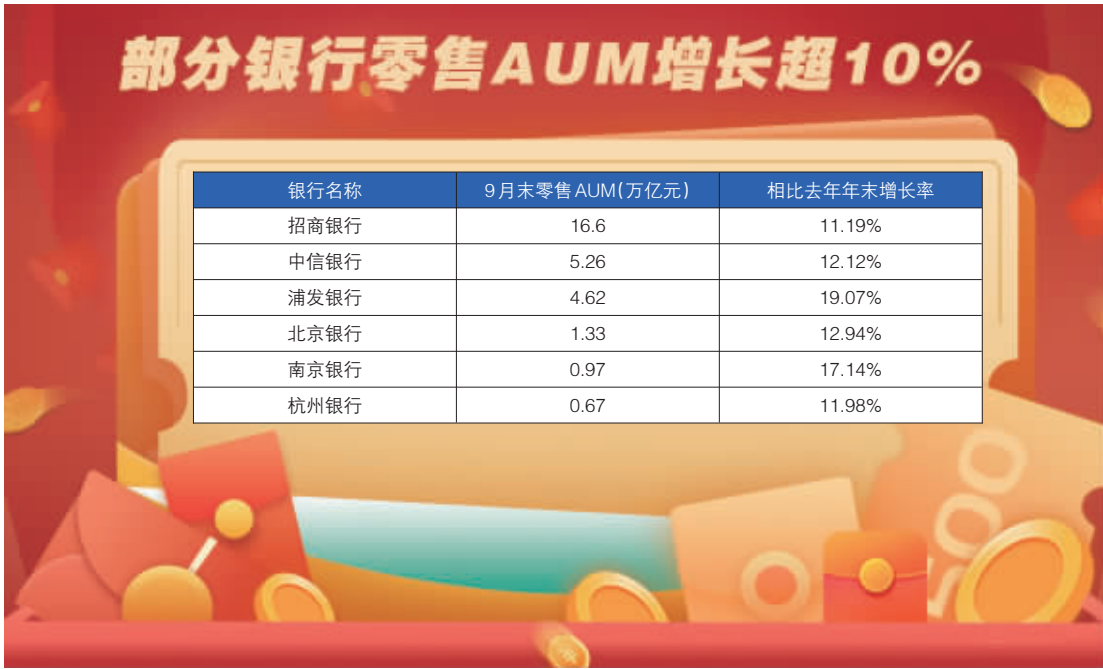 部分银行零售AUM增长超10%
银行名称 9月末零售AUM(万亿元) 相比去年年末增长率
招商银行 16.6 11.19%
中信银行 5.26 12.12%
浦发银行 4.62 19.07%
北京银行 1.33 12.94%
南京银行 0.97 17.14%
杭州银行 0.67 11.98%
500